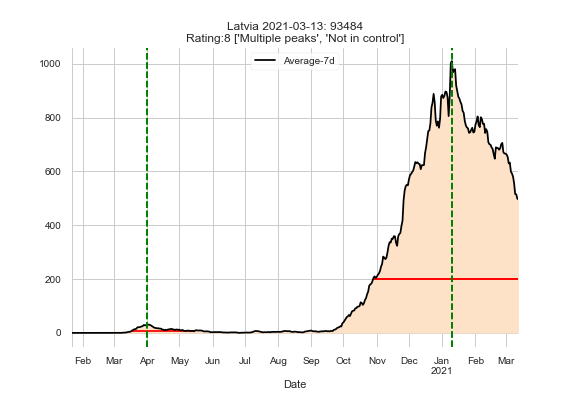 Latvia 2021-03-13: 93484
Rating:8 ['Multiple peaks', 'Not in control']
Average-7d
1000
800
600
400
200
0
Feb Mar Apr May Jun Jul Aug Sep Oct Nov Dec Jan Feb Mar
2021
Date